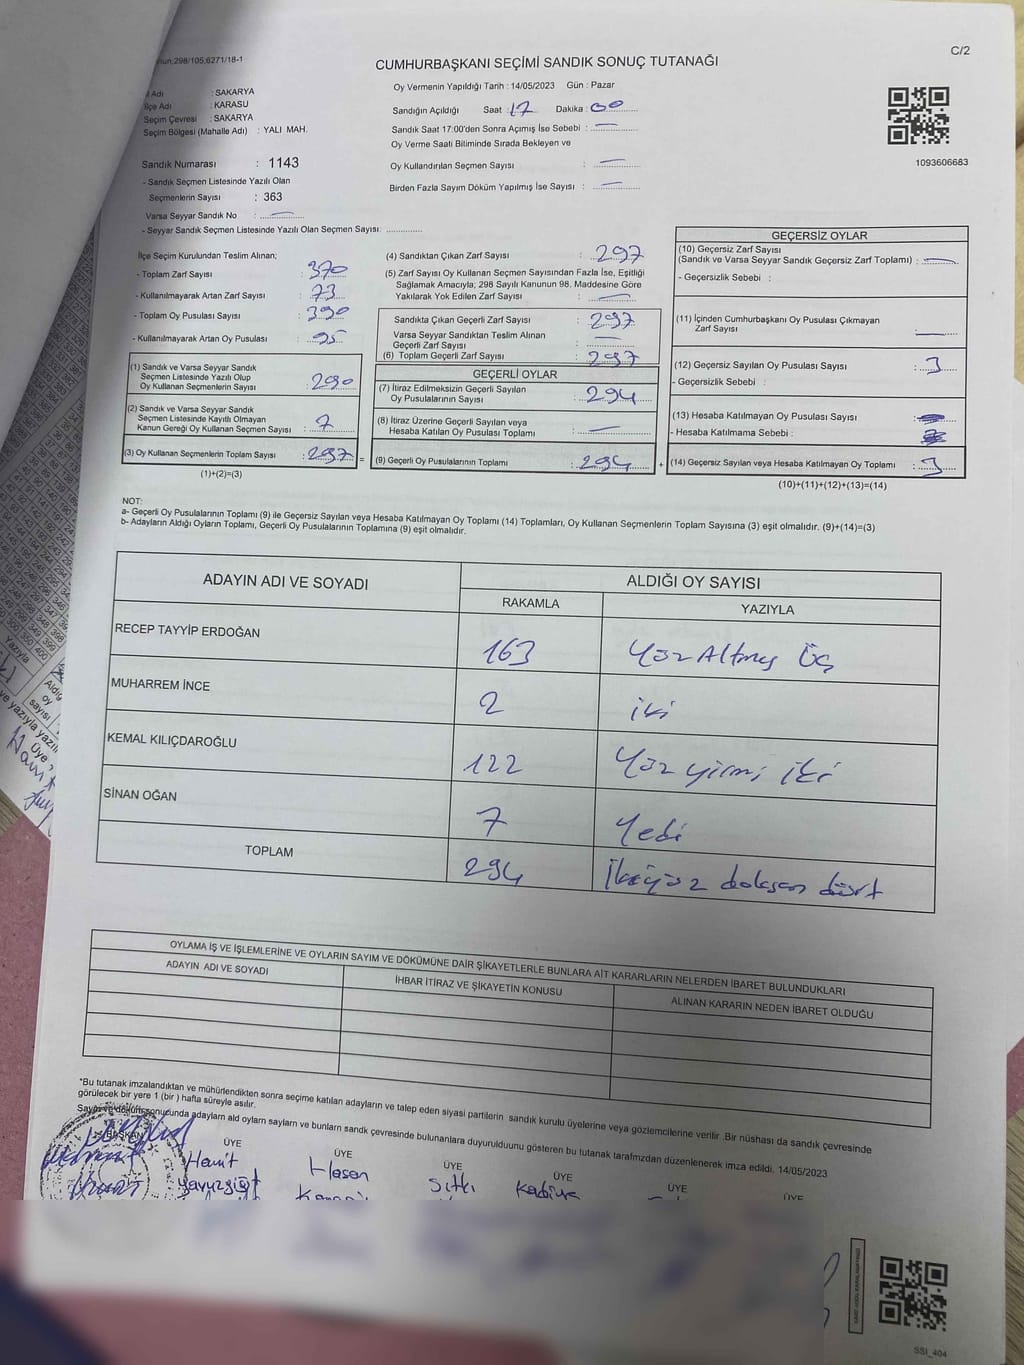 C/2
CUMHURBAŞKANI SEÇİMİ SANDIK SONUÇ TUTANAĞI
298/105;6271/18-1
Oy Vermenin Yapıldığı Tarih : 14/05/2023 Gün : Pazar
Adı : SAKARYA
İlçe Adı : KARASU
Seçim Çevresi : SAKARYA
Seçim Bölgesi (Mahalle Adı) : YALI MAH.
Sandığın Açıldığı Saat : 17 Dakika : 00
Sandık Saat 17:00'den Sonra Açımış İse Sebebi :
Oy Verme Saati Bitiminde Sırada Bekleyen ve
Oy Kullandırılan Seçmen Sayısı :
Birden Fazla Sayım Döküm Yapılmış İse Sayısı :
1093606683
Sandık Numarası : 1143
- Sandık Seçmen Listesinde Yazılı Olan
Seçmenlerin Sayısı : 363
Varsa Seyyar Sandık No :
- Seyyar Sandık Seçmen Listesinde Yazılı Olan Seçmen Sayısı:
İlçe Seçim Kurulundan Teslim Alınan;
- Toplam Zarf Sayısı : 370
- Kullanılmayarak Artan Zarf Sayısı : 73
- Toplam Oy Pusulası Sayısı : 390
- Kullanılmayarak Artan Oy Pusulası : 95
(1) Sandık ve Varsa Seyyar Sandık
Seçmen Listesinde Yazılı Olup
Oy Kullanan Seçmenlerin Sayısı : 290
(2) Sandık ve Varsa Seyyar Sandık
Seçmen Listesinde Kayıtlı Olmayan
Kanun Gereği Oy Kullanan Seçmen Sayısı : 7
(3) Oy Kullanan Seçmenlerin Toplam Sayısı : 297 =
(1)+(2)=(3)
(4) Sandıktan Çıkan Zarf Sayısı : 297
(5) Zarf Sayısı Oy Kullanan Seçmen Sayısından Fazla İse, Eşitliği
Sağlamak Amacıyla; 298 Sayılı Kanunun 98. Maddesine Göre
Yakılarak Yok Edilen Zarf Sayısı :
Sandıkta Çıkan Geçerli Zarf Sayısı : 297
Varsa Seyyar Sandıktan Teslim Alınan
Geçerli Zarf Sayısı :
(6) Toplam Geçerli Zarf Sayısı : 297
GEÇERLİ OYLAR
(7) İtiraz Edilmeksizin Geçerli Sayılan
Oy Pusulalarının Sayısı : 294
(8) İtiraz Üzerine Geçerli Sayılan veya
Hesaba Katılan Oy Pusulası Toplamı :
(9) Geçerli Oy Pusulalarının Toplamı : 294 +
GEÇERSİZ OYLAR
(10) Geçersiz Zarf Sayısı
(Sandık ve Varsa Seyyar Sandık Geçersiz Zarf Toplamı) :
- Geçersizlik Sebebi :
(11) İçinden Cumhurbaşkanı Oy Pusulası Çıkmayan
Zarf Sayısı :
(12) Geçersiz Sayılan Oy Pusulası Sayısı : 3
- Geçersizlik Sebebi :
(13) Hesaba Katılmayan Oy Pusulası Sayısı :
- Hesaba Katılmama Sebebi :
(14) Geçersiz Sayılan veya Hesaba Katılmayan Oy Toplamı : 3
(10)+(11)+(12)+(13)=(14)
NOT:
a- Geçerli Oy Pusulalarının Toplamı (9) ile Geçersiz Sayılan veya Hesaba Katılmayan Oy Toplamı (14) Toplamları, Oy Kullanan Seçmenlerin Toplam Sayısına (3) eşit olmalıdır. (9)+(14)=(3)
b- Adayların Aldığı Oyların Toplamı, Geçerli Oy Pusulalarının Toplamına (9) eşit olmalıdır.
ADAYIN ADI VE SOYADI ALDIĞI OY SAYISI
RAKAMLA YAZIYLA
RECEP TAYYİP ERDOĞAN 163 Yüz Altmış Üç
MUHARREM İNCE 2 iki
KEMAL KILIÇDAROĞLU 122 Yüz yirmi iki
SİNAN OĞAN 7 Yedi
TOPLAM 294 İkiyüz doksan dört
OYLAMA İŞ VE İŞLEMLERİNE VE OYLARIN SAYIM VE DÖKÜMÜNE DAİR ŞİKAYETLERLE BUNLARA AİT KARARLARIN NELERDEN İBARET BULUNDUKLARI
ADAYIN ADI VE SOYADI İHBAR İTİRAZ VE ŞİKAYETİN KONUSU ALINAN KARARIN NEDEN İBARET OLDUĞU
*Bu tutanak imzalandıktan ve mühürlendikten sonra seçime katılan adayların ve talep eden siyasi partilerin sandık kurulu üyelerine veya gözlemcilerine verilir .Bir nüshası da sandık çevresinde
görülecek bir yere 1 (bir ) hafta süreyle asılır.
Sayım ve dökum sonucunda adayların ald oyların sayların ve bunların sandk çevresinde bulunanlara duyurulduunu gösteren bu tutanak tarafmzdan düzenlenerek imza edildi. 14/05/2023
BAŞKAN ÜYE ÜYE ÜYE ÜYE ÜYE ÜYE
Hamit Hasan Sıtkı Kadriye
Yavuzyiğit
SSI_404